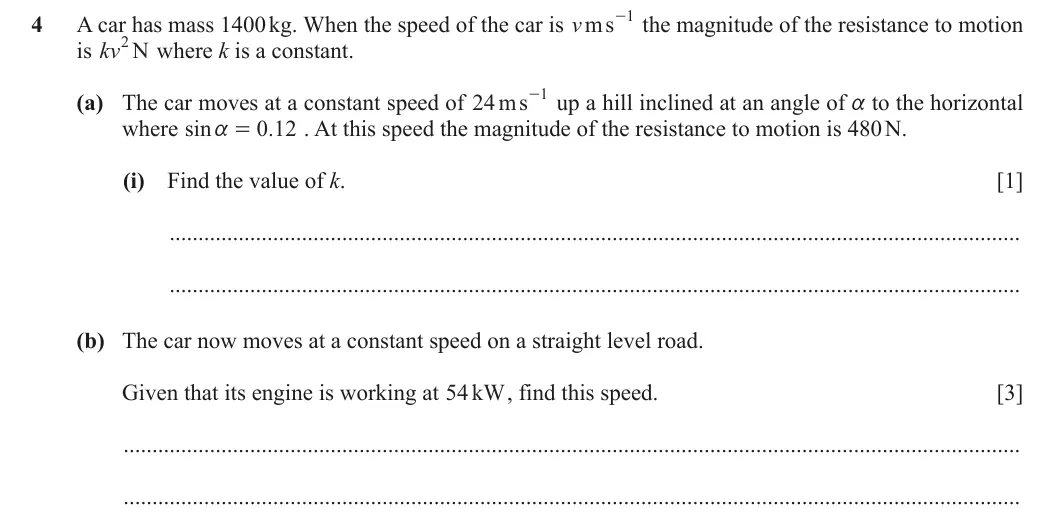 4 A car has mass 1400 kg. When the speed of the car is v m s⁻¹ the magnitude of the resistance to motion
is kv² N where k is a constant.
(a) The car moves at a constant speed of 24 m s⁻¹ up a hill inclined at an angle of α to the horizontal
where sin α = 0.12 . At this speed the magnitude of the resistance to motion is 480 N.
(i) Find the value of k. [1]
(b) The car now moves at a constant speed on a straight level road.
Given that its engine is working at 54 kW, find this speed. [3]